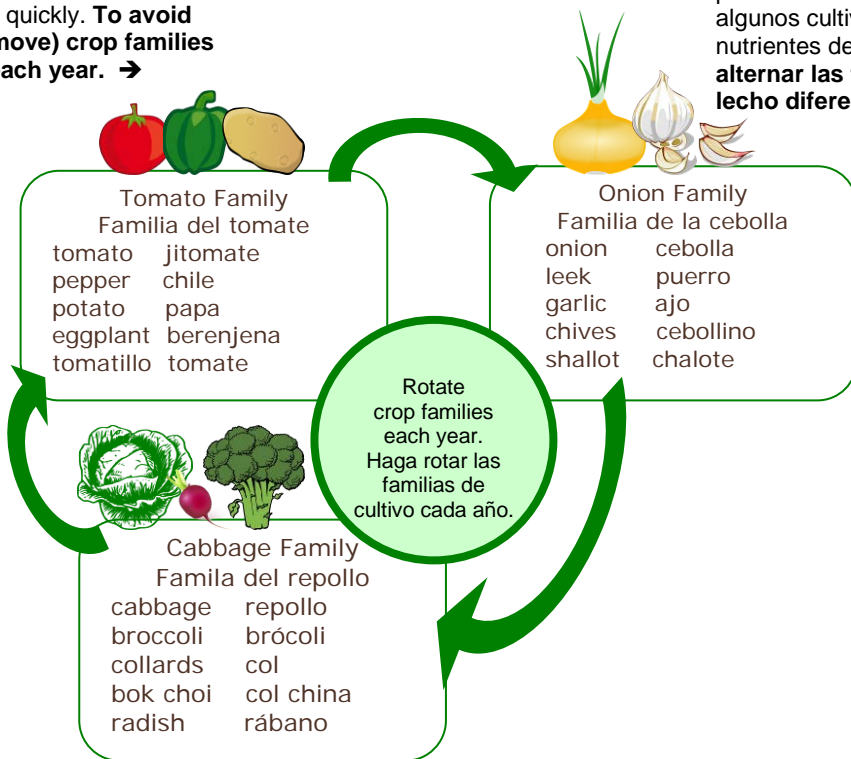 quickly. To avoid
move) crop families
each year. →
algunos cultiv
nutrientes de
alternar las
lecho difere
Tomato Family
Familia del tomate
tomato jitomate
pepper chile
potato papa
eggplant berenjena
tomatillo tomate
Onion Family
Familia de la cebolla
onion cebolla
leek puerro
garlic ajo
chives cebollino
shallot chalote
Rotate
crop families
each year.
Haga rotar las
familias de
cultivo cada año.
Cabbage Family
Famila del repollo
cabbage repollo
broccoli brócoli
collards col
bok choi col china
radish rábano